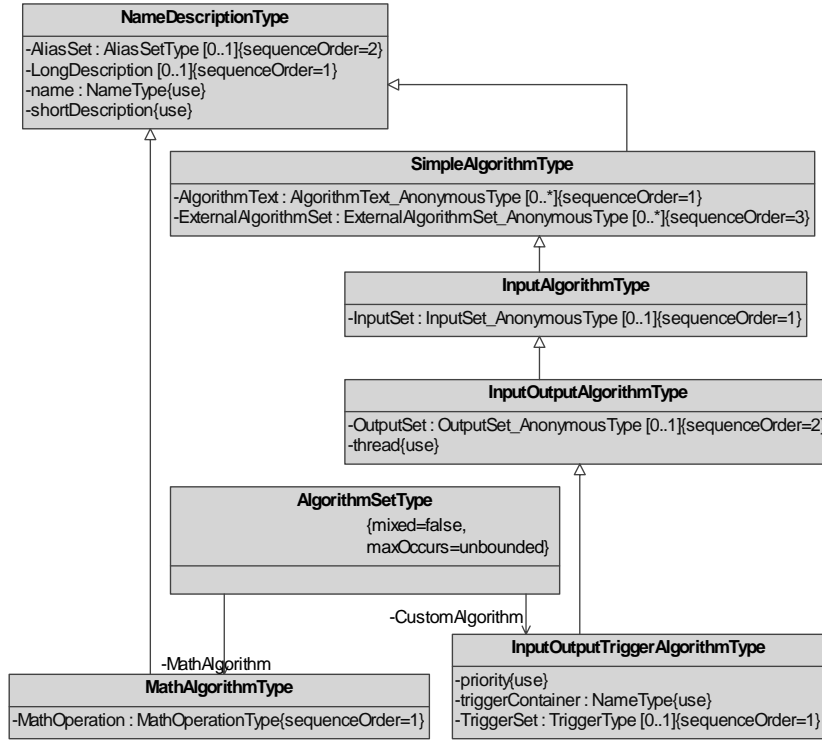 NameDescriptionType
-AliasSet : AliasSetType [0..1]{sequenceOrder=2}
-LongDescription [0..1]{sequenceOrder=1}
-name : NameType{use}
-shortDescription{use}
SimpleAlgorithmType
-AlgorithmText : AlgorithmText_AnonymousType [0..*]{sequenceOrder=1}
-ExternalAlgorithmSet : ExternalAlgorithmSet_AnonymousType [0..*]{sequenceOrder=3}
InputAlgorithmType
-InputSet : InputSet_AnonymousType [0..1]{sequenceOrder=1}
InputOutputAlgorithmType
-OutputSet : OutputSet_AnonymousType [0..1]{sequenceOrder=2}
-thread{use}
AlgorithmSetType
{mixed=false,
maxOccurs=unbounded}
-CustomAlgorithm
-MathAlgorithm
InputOutputTriggerAlgorithmType
-priority{use}
-triggerContainer : NameType{use}
-TriggerSet : TriggerType [0..1]{sequenceOrder=1}
MathAlgorithmType
-MathOperation : MathOperationType{sequenceOrder=1}